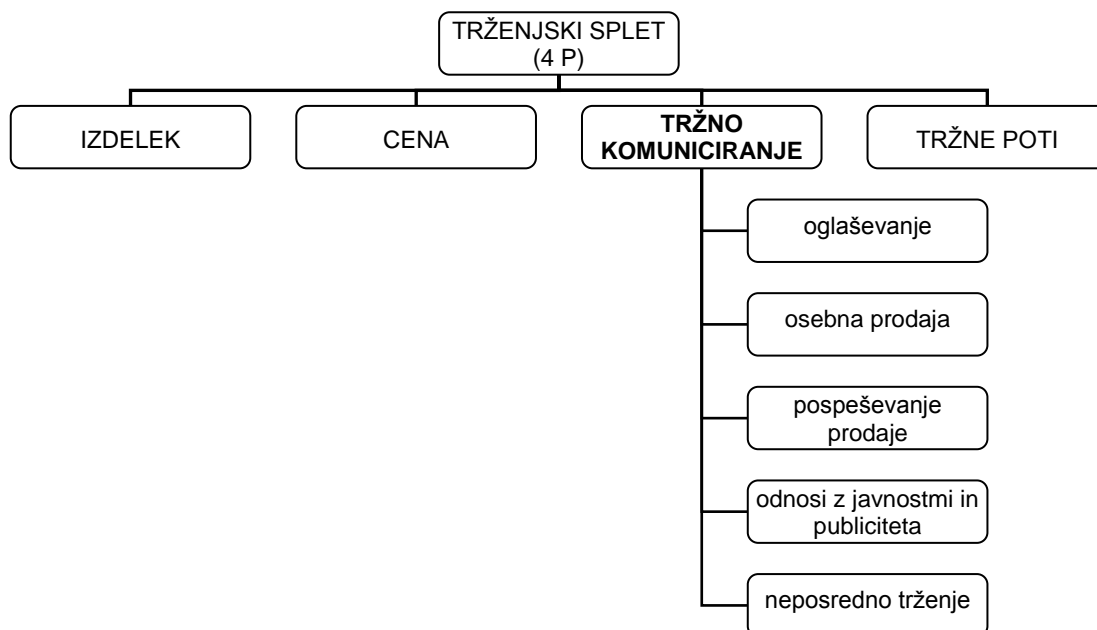 TRŽENJSKI SPLET
(4 P)
IZDELEK
CENA
TRŽNO
KOMUNICIRANJE
TRŽNE POTI
oglaševanje
osebna prodaja
pospeševanje
prodaje
odnosi z javnostmi in
publiciteta
neposredno trženje